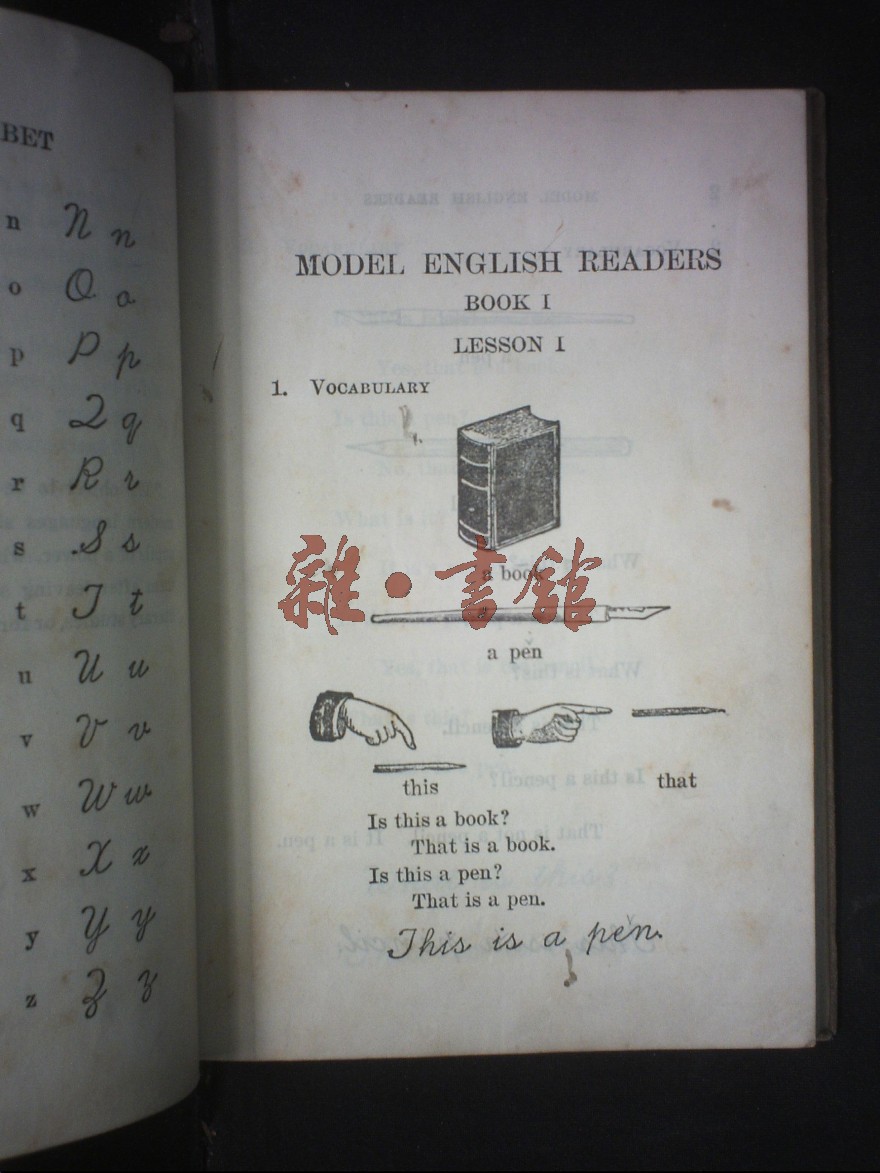 BET
n N n
o O o
p P p
q Q q
r R r
s S s
t T t
u U u
v V v
w W w
x X x
y Y y
z Z z
MODEL ENGLISH READERS
BOOK I
LESSON I
1. VOCABULARY
a book
雜·書館
a pen
this
that
Is this a book?
That is a book.
Is this a pen?
That is a pen.
This is a pen.